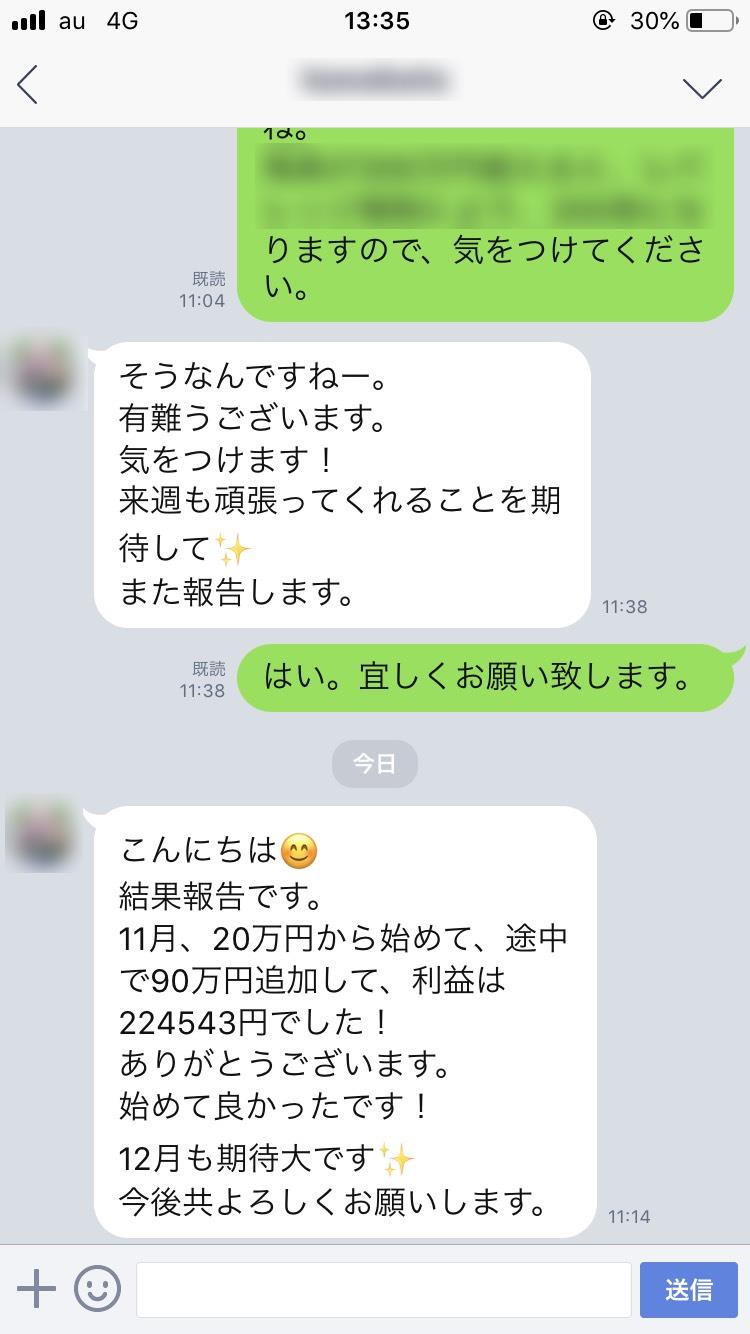 au 4G 13:35 30%
ね。
りますので、気をつけてくださ
い。
既読
11:04
そうなんですねー。
有難うございます。
気をつけます！
来週も頑張ってくれることを期
待して✨
また報告します。
11:38
既読
11:38
はい。宜しくお願い致します。
今日
こんにちは😊
結果報告です。
11月、20万円から始めて、途中
で90万円追加して、利益は
224543円でした！
ありがとうございます。
始めて良かったです！
12月も期待大です✨
今後共よろしくお願いします。
11:14
送信